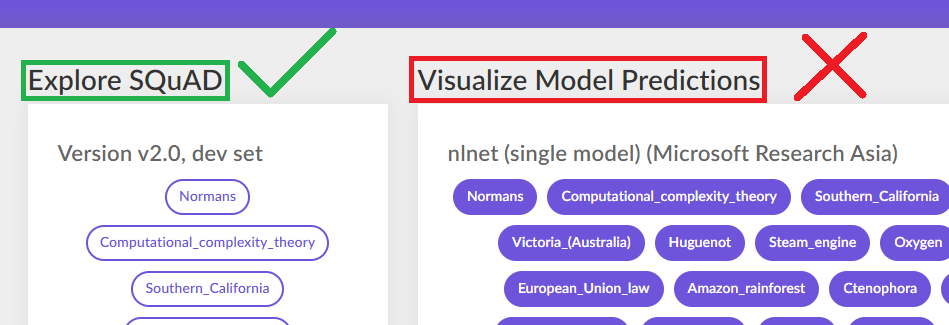 Explore SQuAD
Version v2.0, dev set
Normans
Computational_complexity_theory
Southern_California
Visualize Model Predictions
nlnet (single model) (Microsoft Research Asia)
Normans Computational_complexity_theory Southern_California
Victoria_(Australia) Huguenot Steam_engine Oxygen
European_Union_law Amazon_rainforest Ctenophora